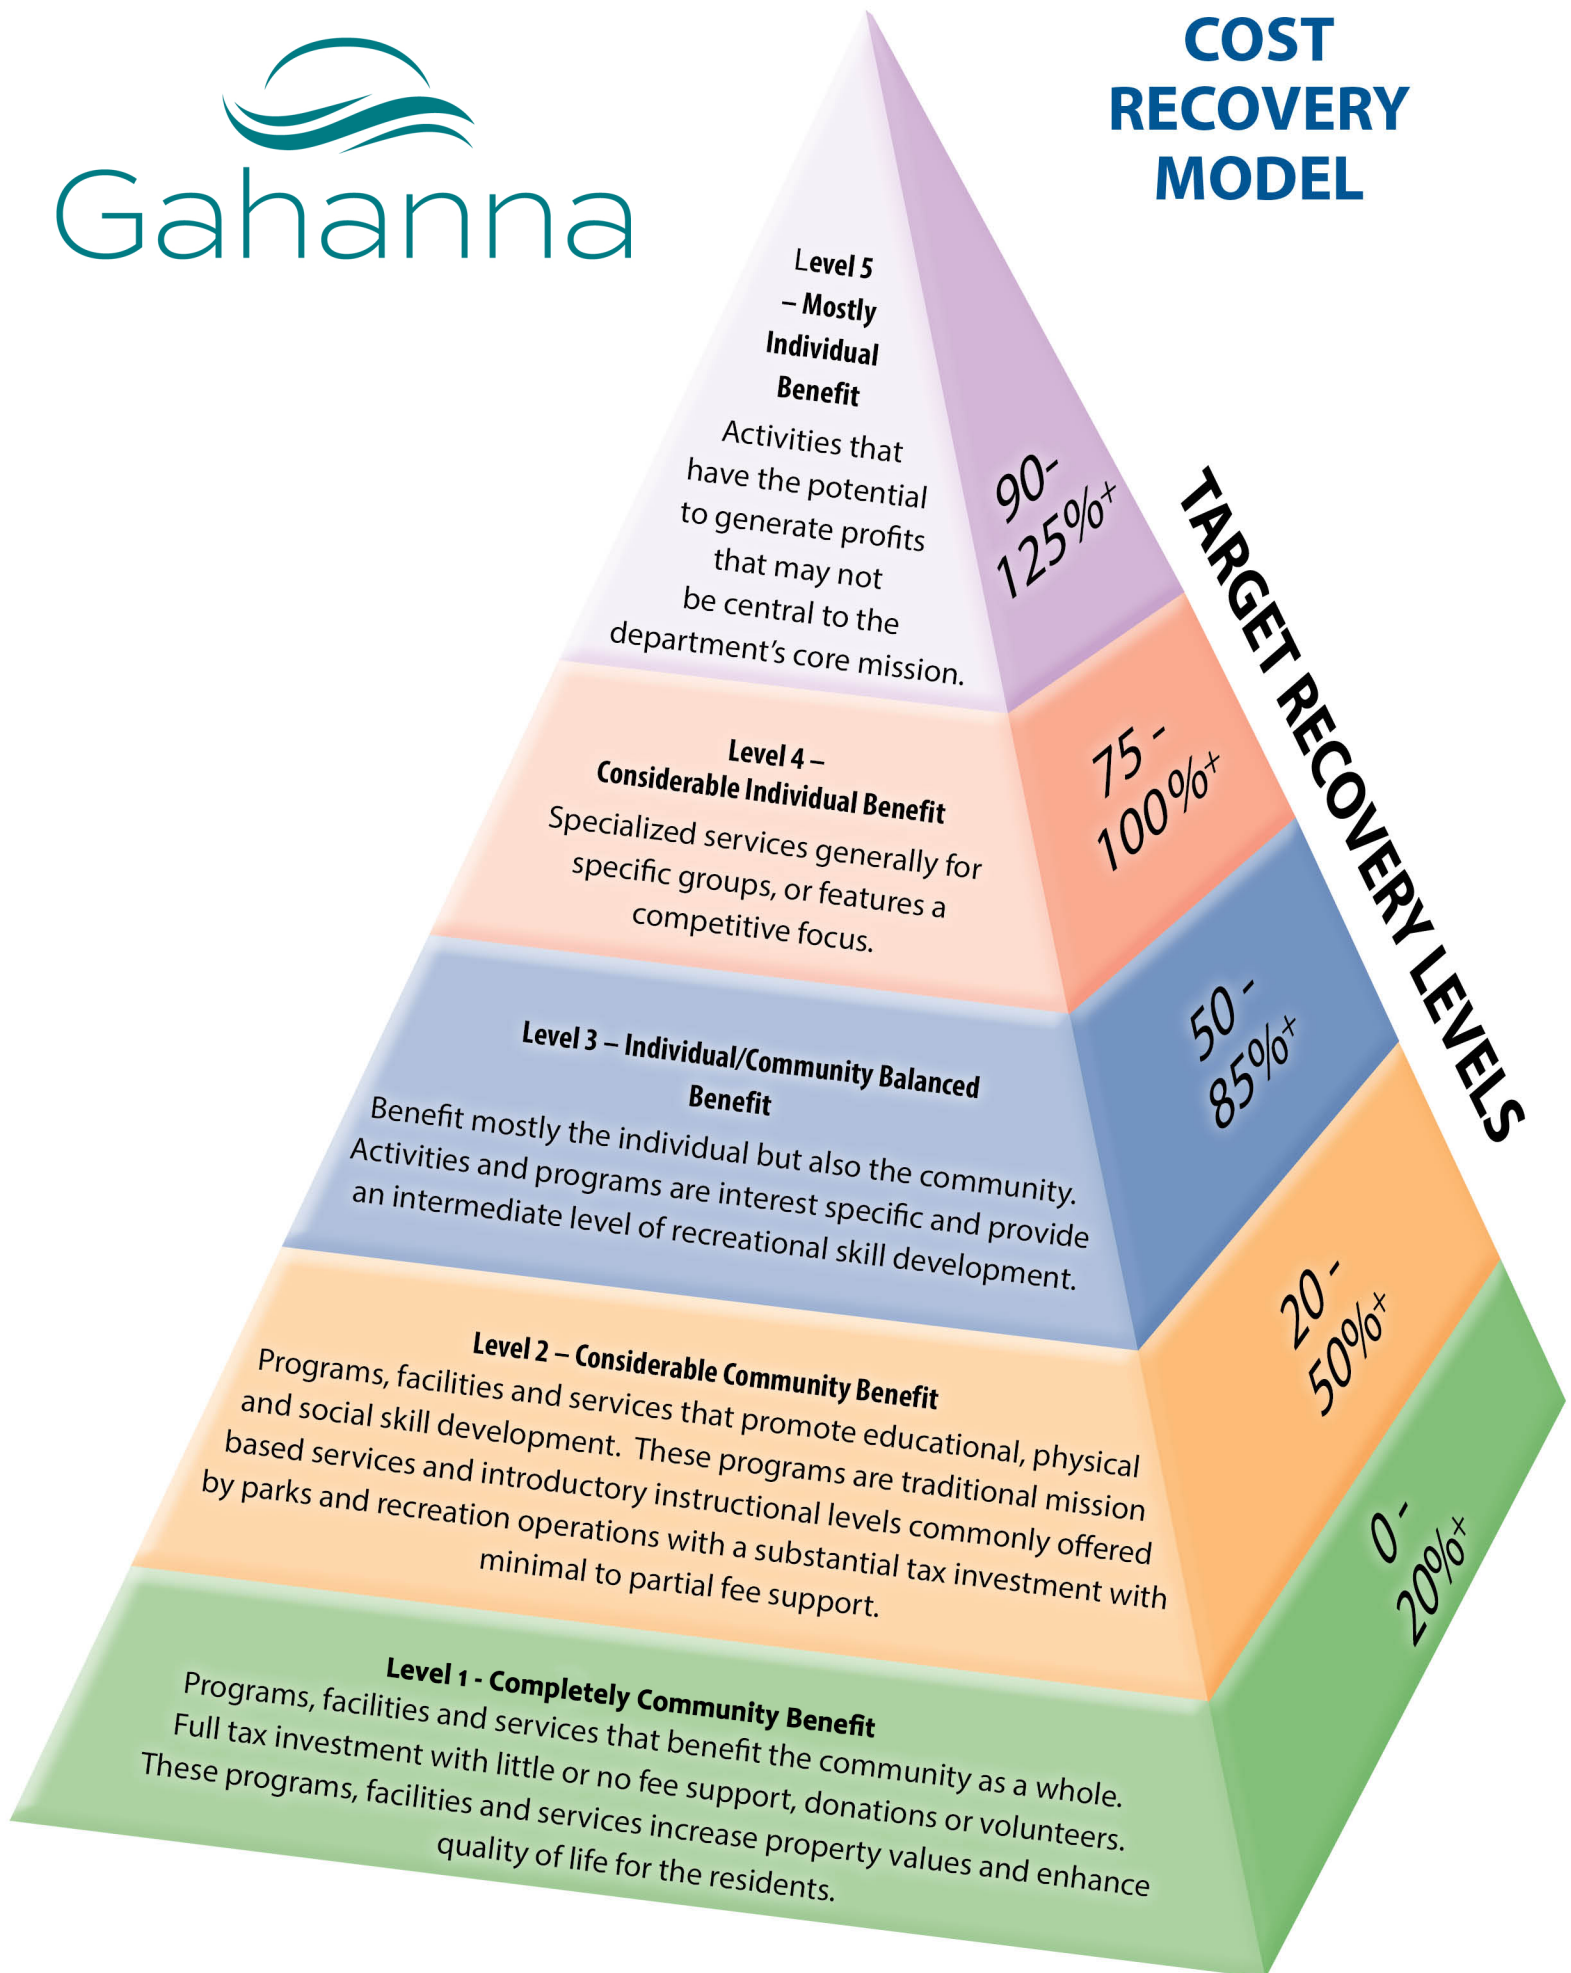 Gahanna
COST
RECOVERY
MODEL
Level 5
– Mostly
Individual
Benefit
Activities that
have the potential
to generate profits
that may not
be central to the
department’s core mission.
90-
125%+
TARGET RECOVERY LEVELS
Level 4 –
Considerable Individual Benefit
Specialized services generally for
specific groups, or features a
competitive focus.
75 -
100%+
Level 3 – Individual/Community Balanced
Benefit
Benefit mostly the individual but also the community.
Activities and programs are interest specific and provide
an intermediate level of recreational skill development.
50 -
85%+
Level 2 – Considerable Community Benefit
Programs, facilities and services that promote educational, physical
and social skill development.  These programs are traditional mission
based services and introductory instructional levels commonly offered
by parks and recreation operations with a substantial tax investment with
minimal to partial fee support.
20 -
50%+
Level 1 - Completely Community Benefit
Programs, facilities and services that benefit the community as a whole.
Full tax investment with little or no fee support, donations or volunteers.
These programs, facilities and services increase property values and enhance
quality of life for the residents.
0 -
20%+